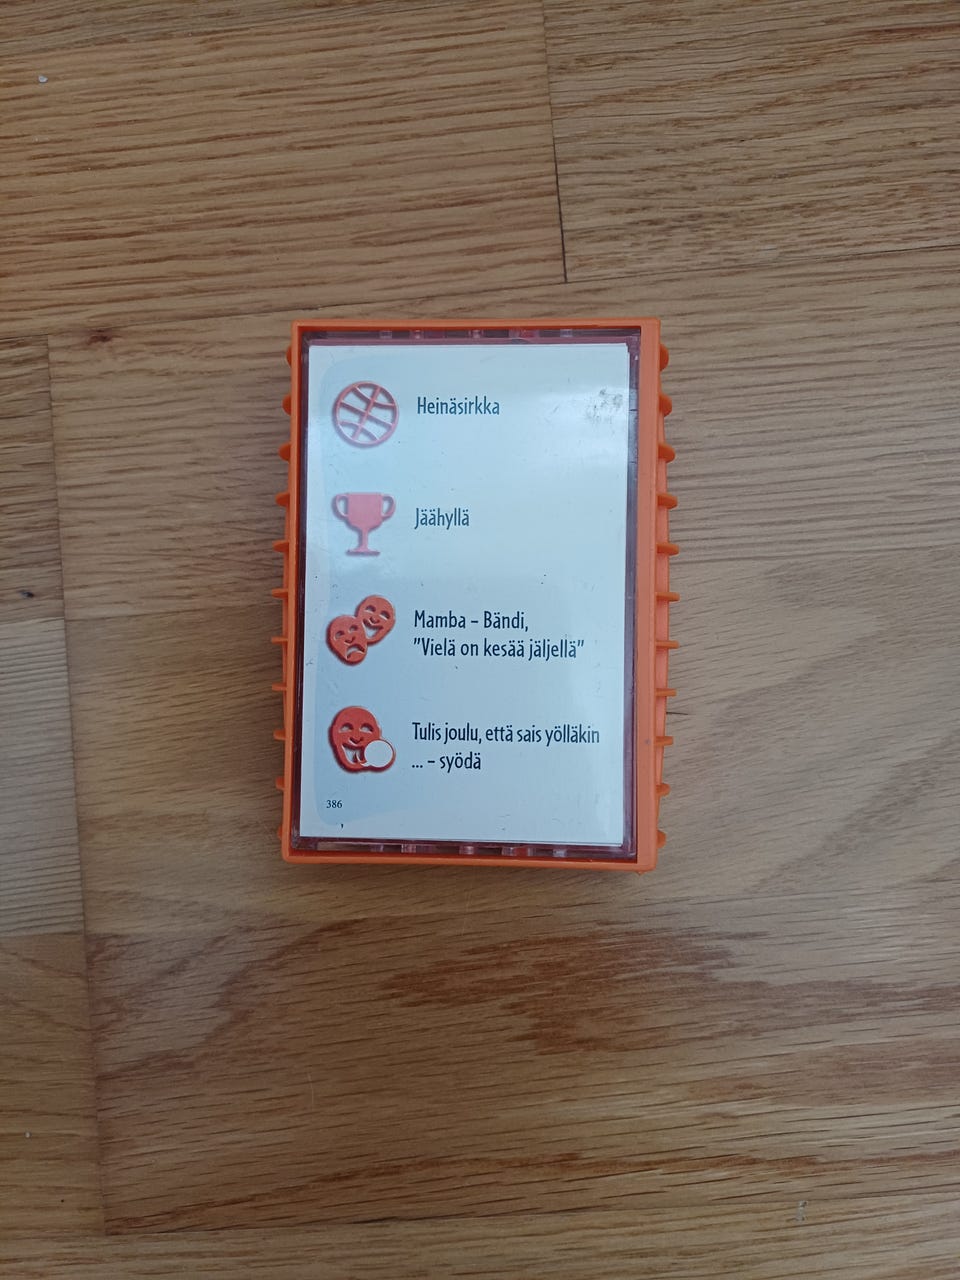 Heinäsirkka
Jäähyllä
Mamba – Bändi,
"Vielä on kesää jäljellä"
Tulis joulu, että sais yölläkin
... – syödä
386